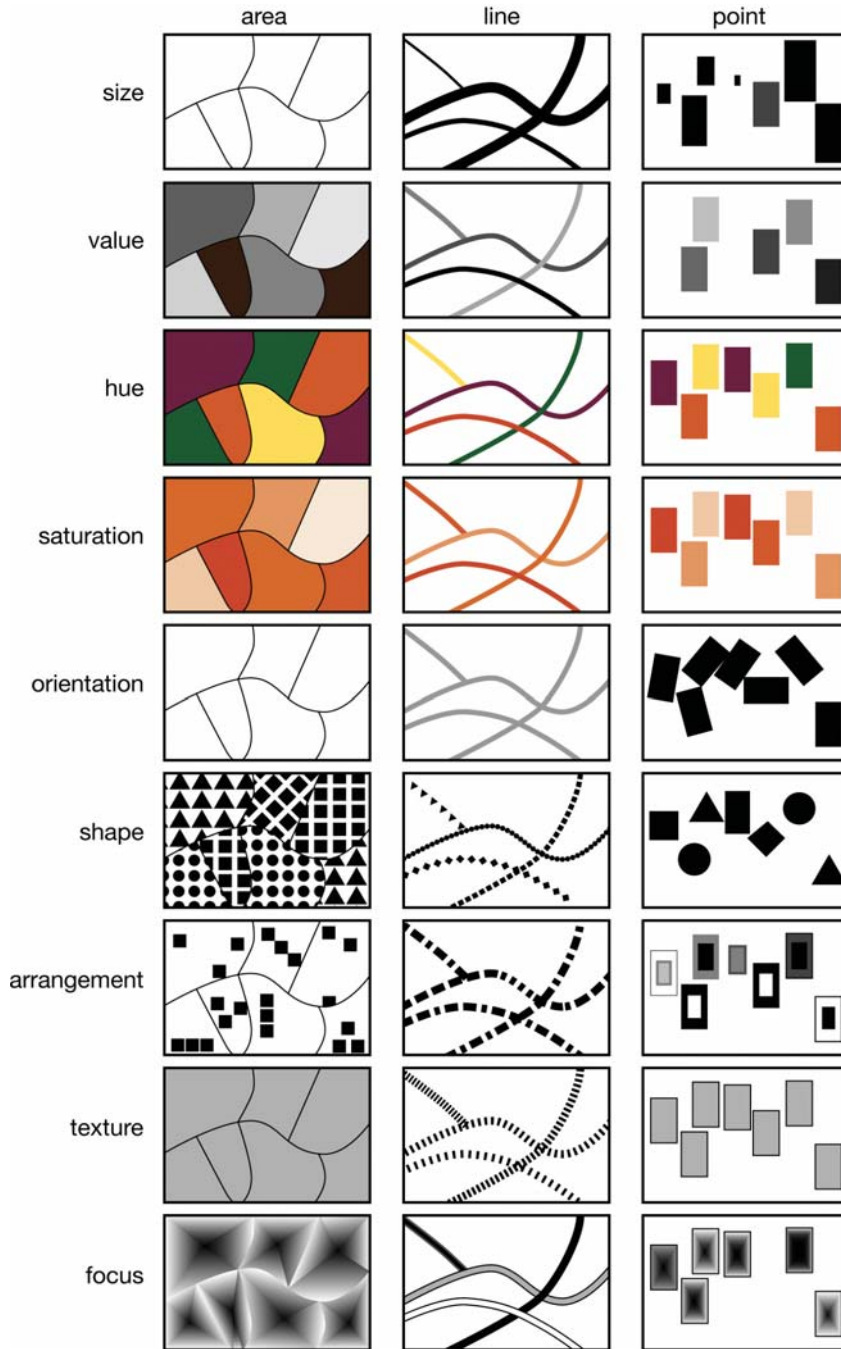 area line point
size
value
hue
saturation
orientation
shape
arrangement
texture
focus